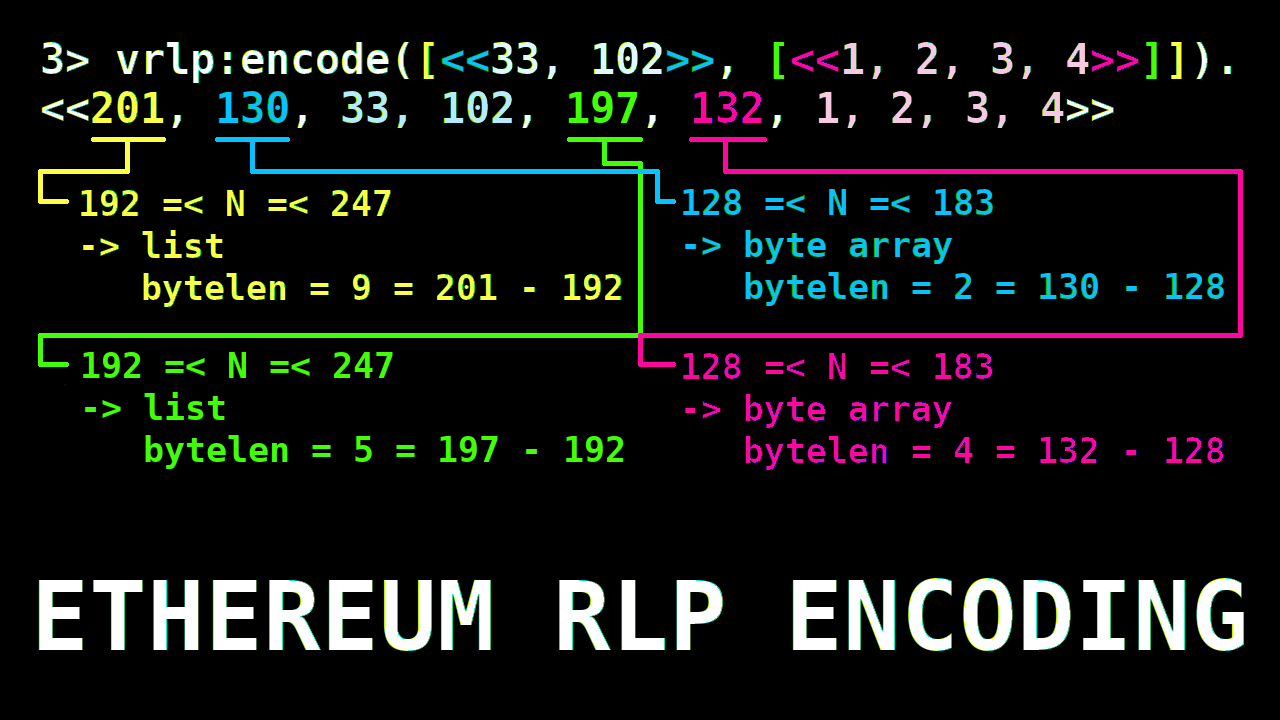 3> vrlp:encode([<<33, 102>>, [<<1, 2, 3, 4>>]]).
<<201, 130, 33, 102, 197, 132, 1, 2, 3, 4>>
192 =< N =< 247
-> list
bytelen = 9 = 201 - 192
128 =< N =< 183
-> byte array
bytelen = 2 = 130 - 128
192 =< N =< 247
-> list
bytelen = 5 = 197 - 192
128 =< N =< 183
-> byte array
bytelen = 4 = 132 - 128
ETHEREUM RLP ENCODING